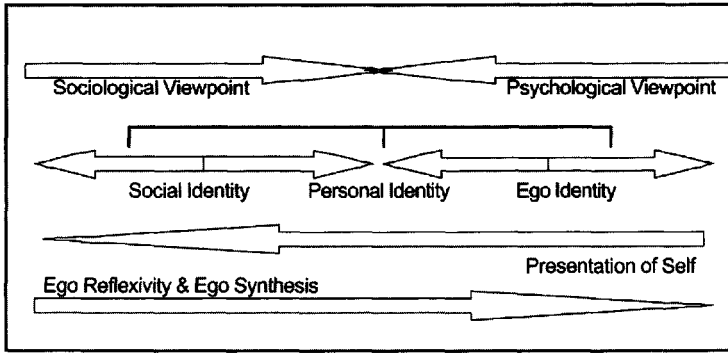 Sociological Viewpoint Psychological Viewpoint
Social Identity Personal Identity Ego Identity
Presentation of Self
Ego Reflexivity & Ego Synthesis